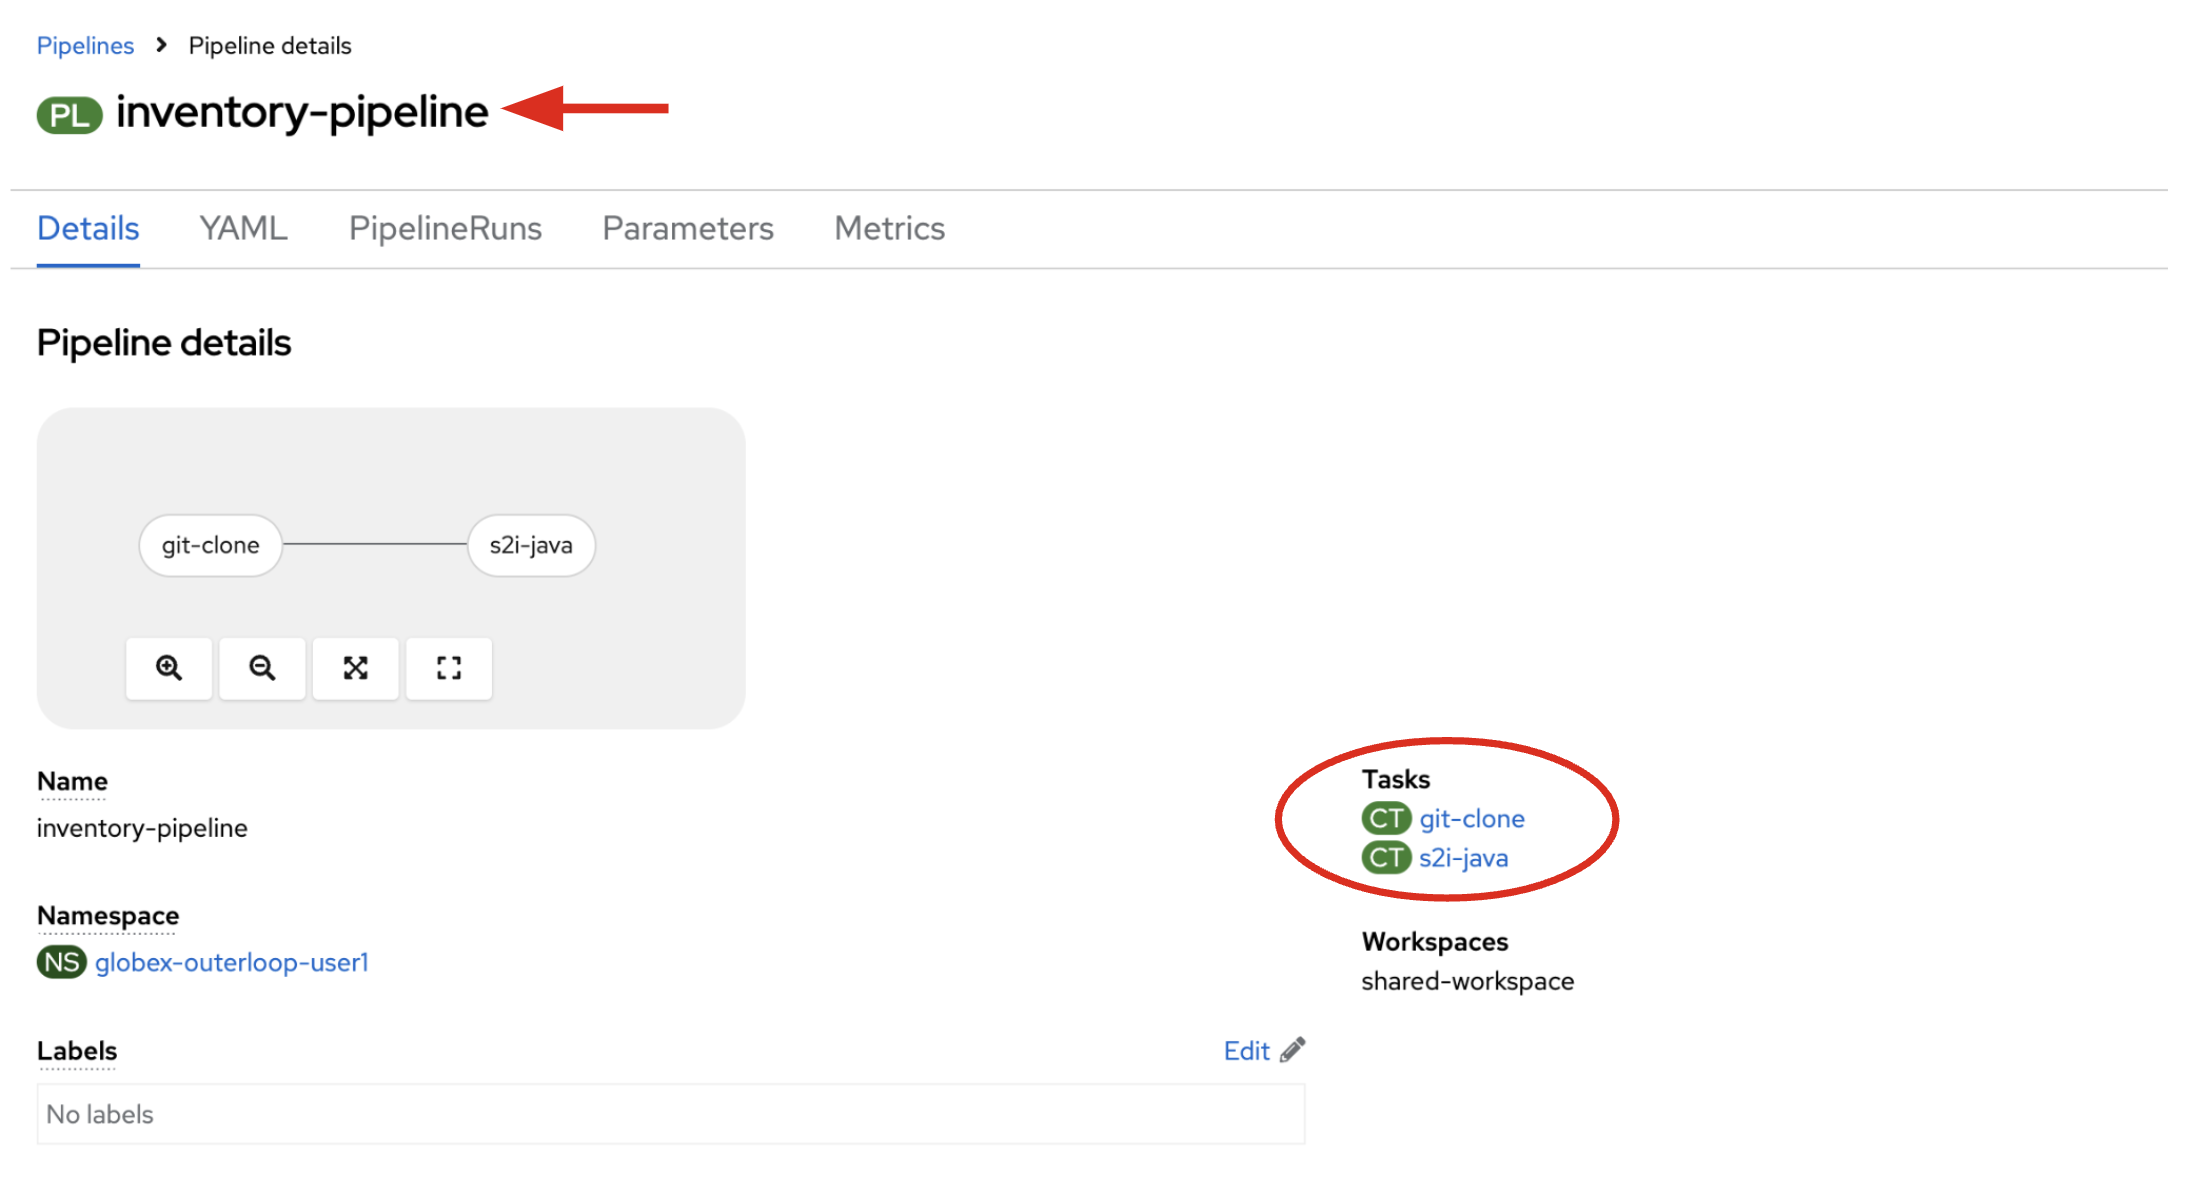 Pipelines > Pipeline details
PL inventory-pipeline
Details YAML PipelineRuns Parameters Metrics
Pipeline details
git-clone s2i-java
Name
inventory-pipeline
Namespace
NS globex-outerloop-user1
Labels Edit
No labels
Tasks
CT git-clone
CT s2i-java
Workspaces
shared-workspace